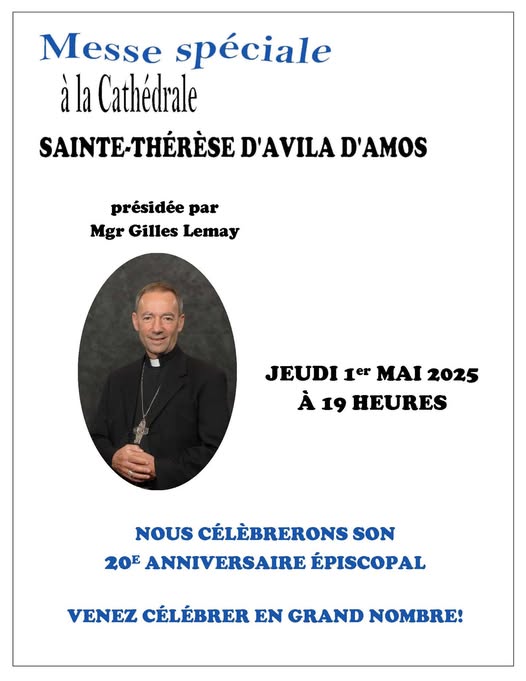 Messe spéciale
à la Cathédrale
SAINTE-THÉRÈSE D'AVILA D'AMOS
présidée par
Mgr Gilles Lemay
JEUDI 1er MAI 2025
À 19 HEURES
NOUS CÉLÈBRERONS SON
20E ANNIVERSAIRE ÉPISCOPAL
VENEZ CÉLÉBRER EN GRAND NOMBRE!